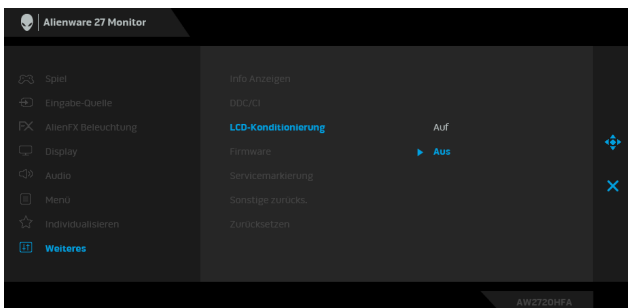 Alienware 27 Monitor
Spiel
Eingabe-Quelle
AlienFX Beleuchtung
Display
Audio
Menü
Individualisieren
Weiteres
Info Anzeigen
DDC/CI
LCD-Konditionierung Auf
Firmware Aus
Servicemarkierung
Sonstige zurücks.
Zurücksetzen
AW2720HFA